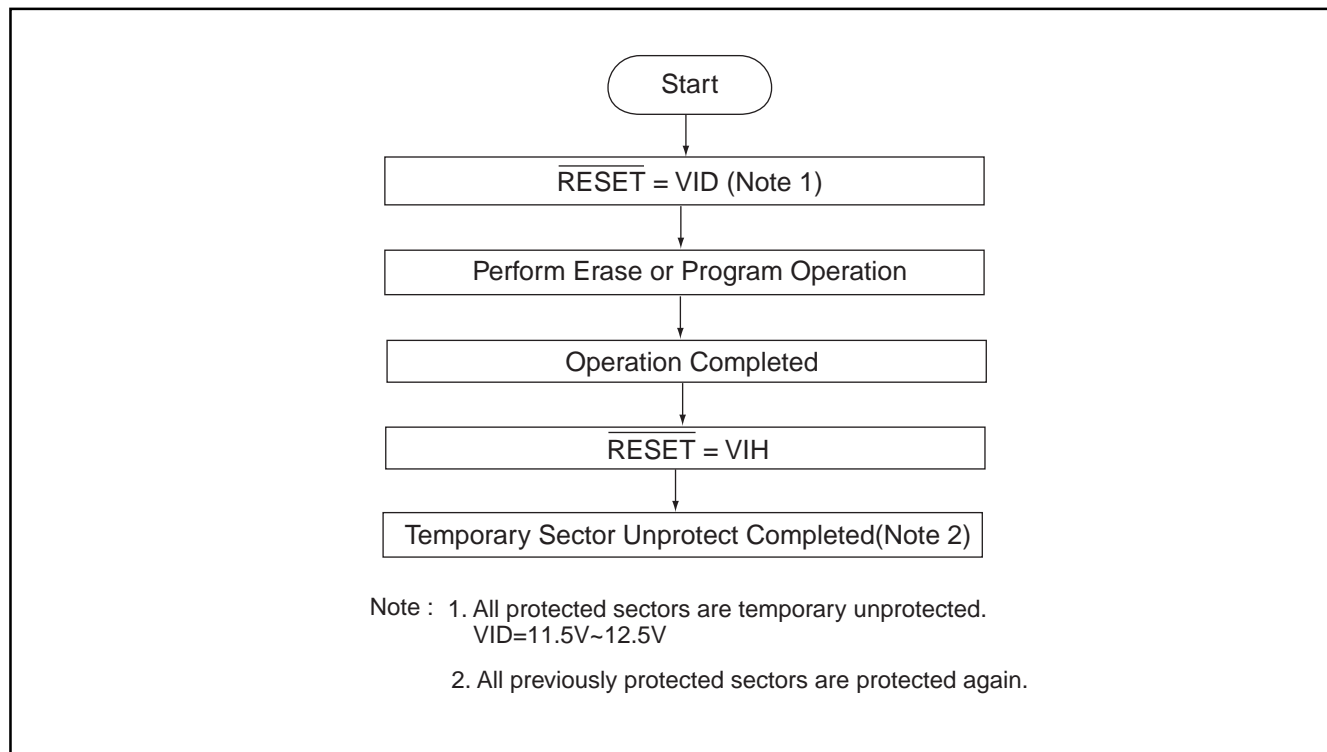 Start
RESET = VID (Note 1)
Perform Erase or Program Operation
Operation Completed
RESET = VIH
Temporary Sector Unprotect Completed(Note 2)
Note : 1. All protected sectors are temporary unprotected.
VID=11.5V~12.5V
2. All previously protected sectors are protected again.